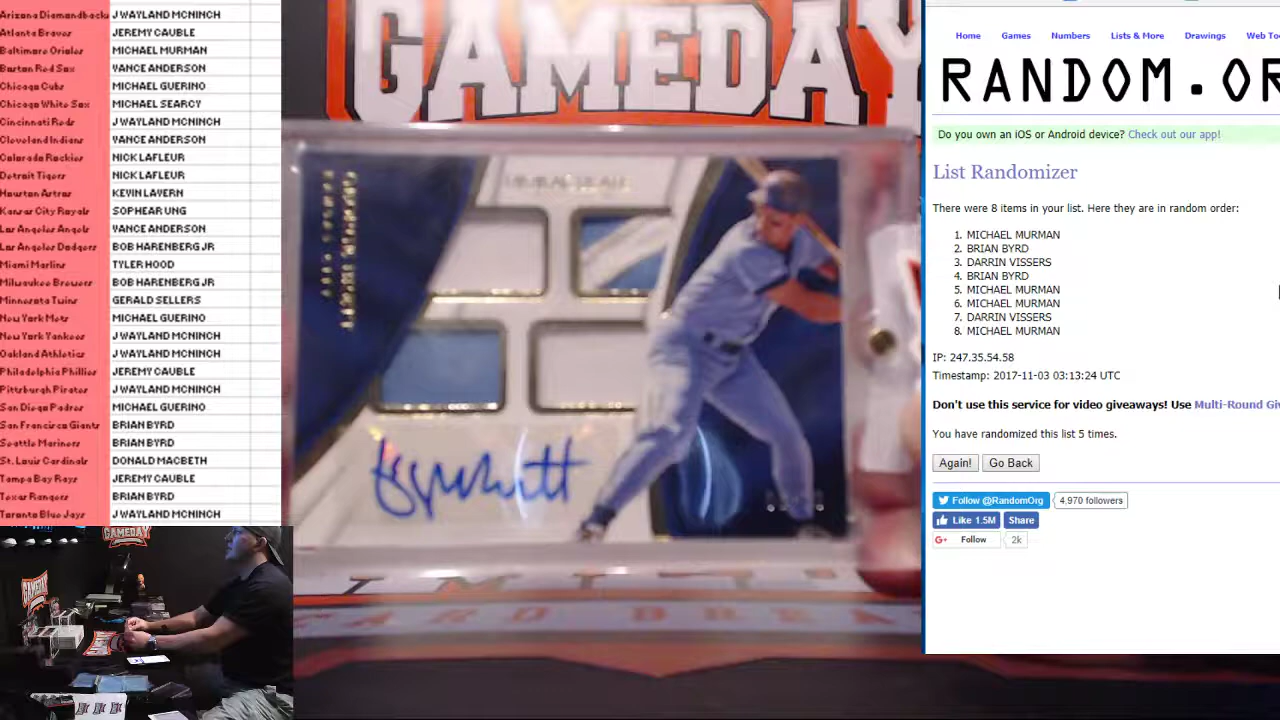 Arizona Diamondbacks J WAYLAND MCNINCH
Atlanta Braves JEREMY CAUBLE
Baltimore Orioles MICHAEL MURMAN
Boston Red Sox VANCE ANDERSON
Chicago Cubs MICHAEL GUERINO
Chicago White Sox MICHAEL SEARCY
Cincinnati Reds J WAYLAND MCNINCH
Cleveland Indians VANCE ANDERSON
Colorado Rockies NICK LAFLEUR
Detroit Tigers NICK LAFLEUR
Houston Astros KEVIN LAVERN
Kansas City Royals SOPHEAR UNG
Los Angeles Angels VANCE ANDERSON
Los Angeles Dodgers BOB HARENBERG JR
Miami Marlins TYLER HOOD
Milwaukee Brewers BOB HARENBERG JR
Minnesota Twins GERALD SELLERS
New York Mets MICHAEL GUERINO
New York Yankees J WAYLAND MCNINCH
Oakland Athletics J WAYLAND MCNINCH
Philadelphia Phillies JEREMY CAUBLE
Pittsburgh Pirates J WAYLAND MCNINCH
San Diego Padres MICHAEL GUERINO
San Francisco Giants BRIAN BYRD
Seattle Mariners BRIAN BYRD
St. Louis Cardinals DONALD MACBETH
Tampa Bay Rays JEREMY CAUBLE
Texas Rangers BRIAN BYRD
Toronto Blue Jays J WAYLAND MCNINCH
GAMEDAY
IMMACULATE
CARD BREAK
GAMEDAY
GAMEDAY
Home Games Numbers Lists & More Drawings Web To
RANDOM.OR
Do you own an iOS or Android device? Check out our app!
List Randomizer
There were 8 items in your list. Here they are in random order:
1. MICHAEL MURMAN
2. BRIAN BYRD
3. DARRIN VISSERS
4. BRIAN BYRD
5. MICHAEL MURMAN
6. MICHAEL MURMAN
7. DARRIN VISSERS
8. MICHAEL MURMAN
IP: 247.35.54.58
Timestamp: 2017-11-03 03:13:24 UTC
Don't use this service for video giveaways! Use Multi-Round Gi
You have randomized this list 5 times.
Again! Go Back
Follow @RandomOrg 4,970 followers
Like 1.5M Share
G+ Follow 2k